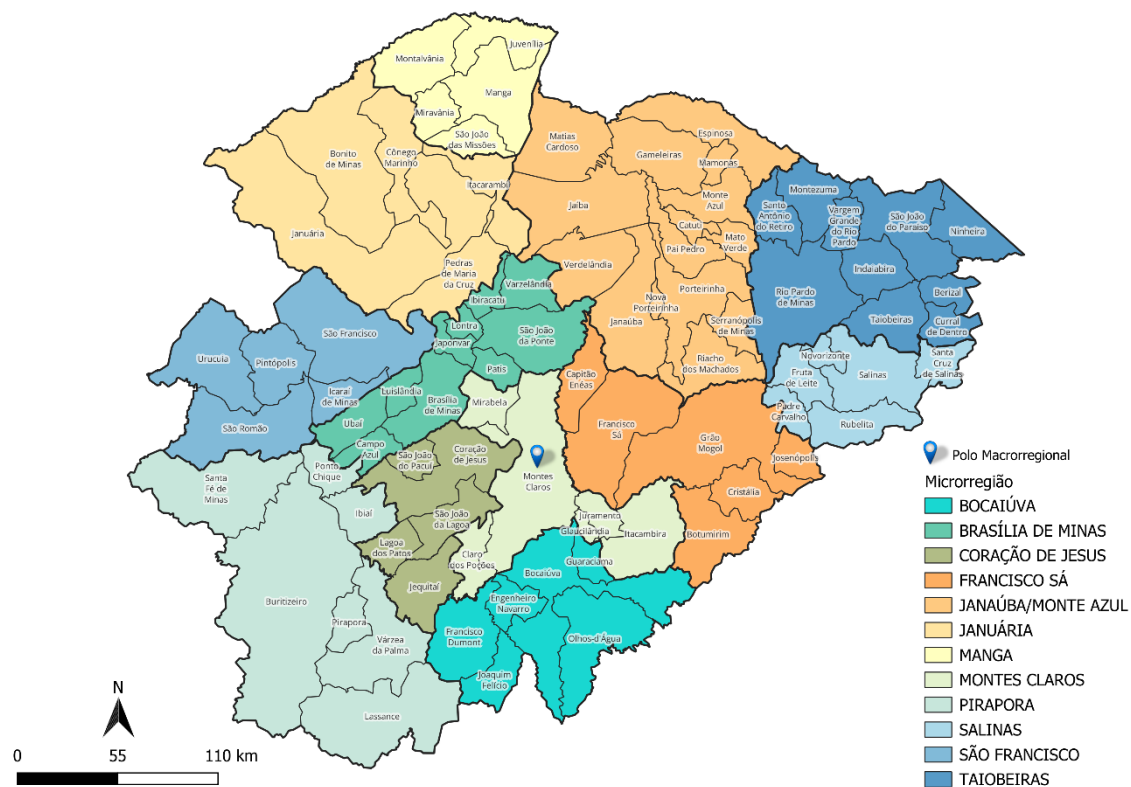 Juvenília
Montalvânia
Manga
Miravânia
São João
das Missões
Matias
Cardoso
Espinosa
Gameleiras
Mamonas
Bonito
de Minas
Cônego
Marinho
Itacarambi
Monte
Azul
Montezuma
Jaíba
Santo
Antônio
do Retiro
Vargem
Grande
do Rio
Pardo
São João
do Paraíso
Ninheira
Januária
Catuti
Mato
Verde
Pai Pedro
Pedras
de Maria
da Cruz
Verdelândia
Indaiabira
Varzelândia
Ibiracatu
Porteirinha
Rio Pardo
de Minas
Berizal
Nova
Porteirinha
Janaúba
São Francisco
Lontra
São João
da Ponte
Serranópolis
de Minas
Taiobeiras
Curral
de Dentro
Japonvar
Urucuia
Pintópolis
Patis
Riacho
dos Machados
Novorizonte
Santa
Cruz
de Salinas
Capitão
Enéas
Fruta
de Leite
Salinas
Icaraí
de Minas
Luislândia
Brasília
de Minas
Mirabela
Padre
Carvalho
Rubelita
São Romão
Ubaí
Francisco
Sá
Grão
Mogol
Campo
Azul
São João
do Pacuí
Coração
de Jesus
Josenópolis
Ponto
Chique
Santa
Fé de
Minas
Montes
Claros
Cristália
Ibiaí
São João
da Lagoa
Juramento
Glaucilândia
Itacambira
Botumirim
Lagoa
dos Patos
Claro
dos Poções
Guaraciama
Bocaiúva
Jequitaí
Buritizeiro
Engenheiro
Navarro
Pirapora
Várzea
da Palma
Francisco
Dumont
Olhos-d'Água
Joaquim
Felício
Lassance
N
0 55 110 km
Polo Macrorregional
Microrregião
BOCAIÚVA
BRASÍLIA DE MINAS
CORAÇÃO DE JESUS
FRANCISCO SÁ
JANAÚBA/MONTE AZUL
JANUÁRIA
MANGA
MONTES CLAROS
PIRAPORA
SALINAS
SÃO FRANCISCO
TAIOBEIRAS